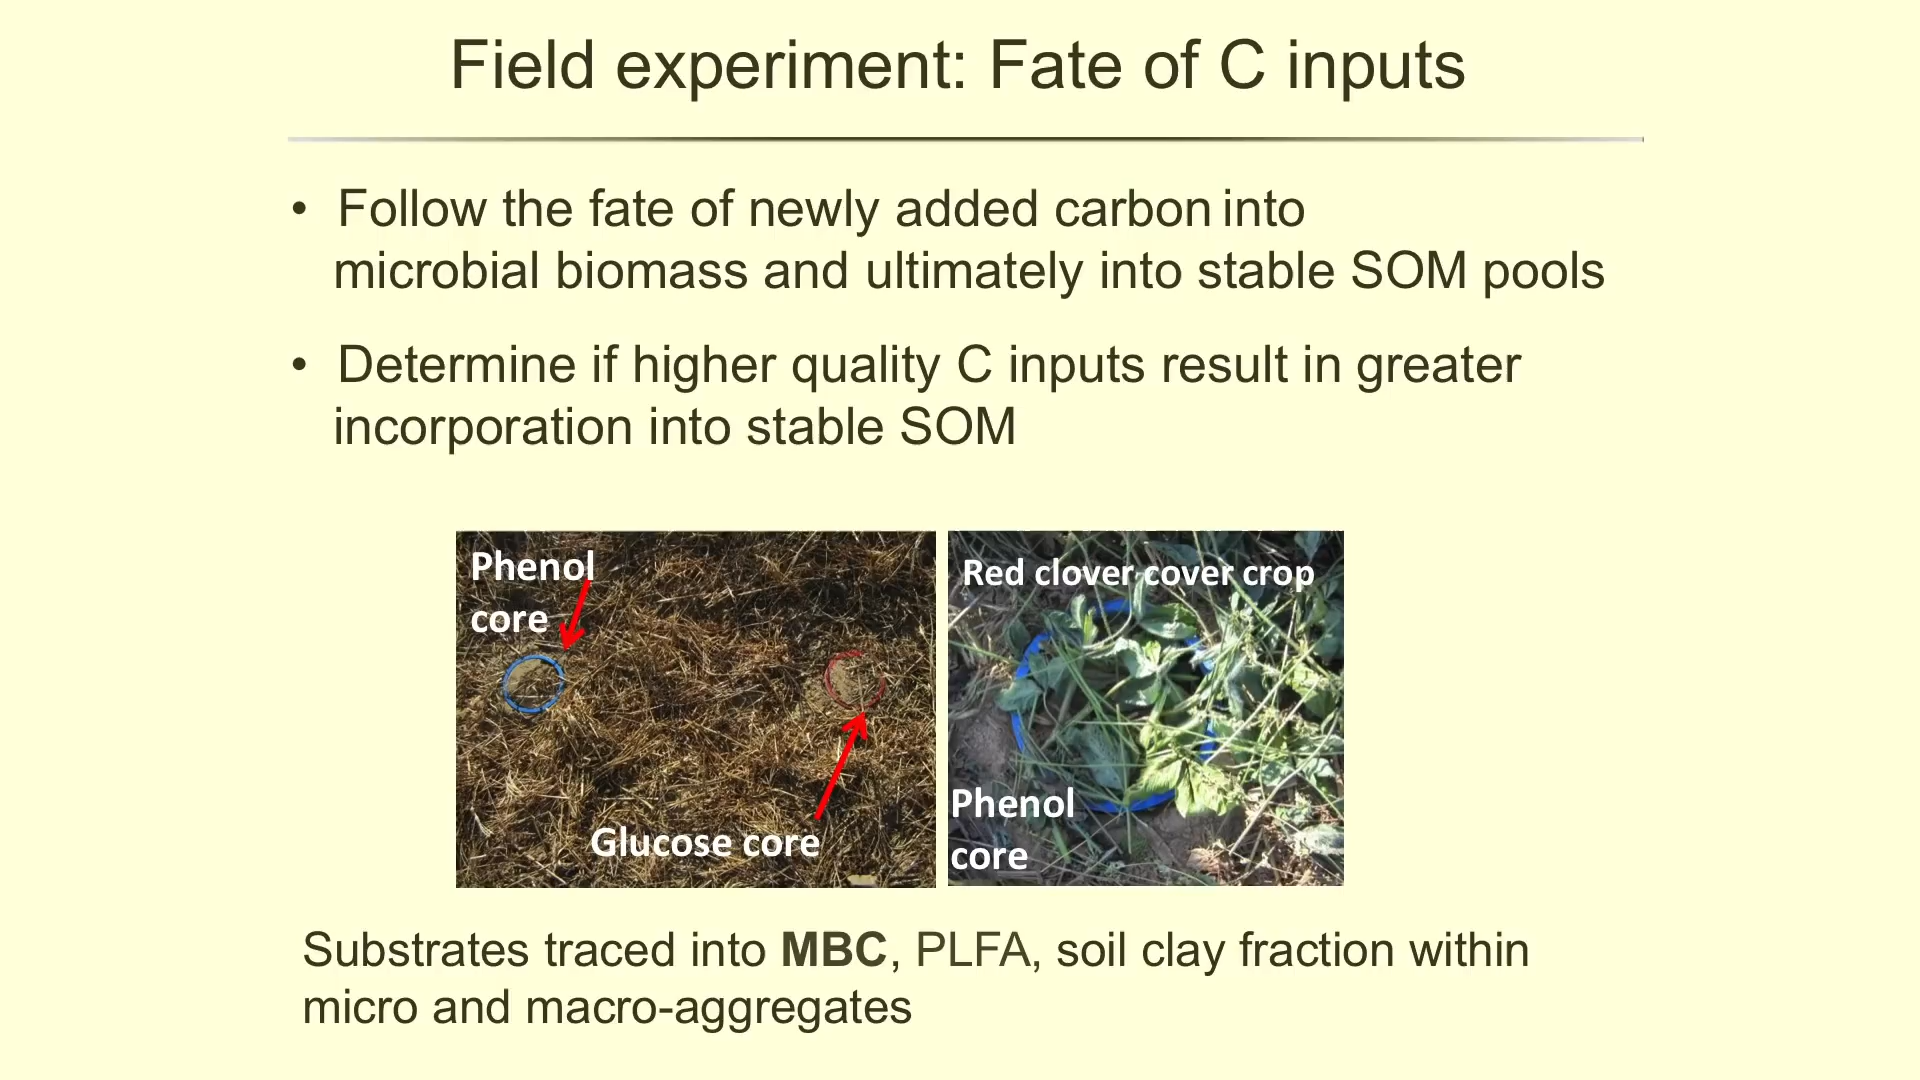 Field experiment: Fate of C inputs
• Follow the fate of newly added carbon into
microbial biomass and ultimately into stable SOM pools
• Determine if higher quality C inputs result in greater
incorporation into stable SOM
Phenol
core
Glucose core
Red clover cover crop
Phenol
core
Substrates traced into MBC, PLFA, soil clay fraction within
micro and macro-aggregates